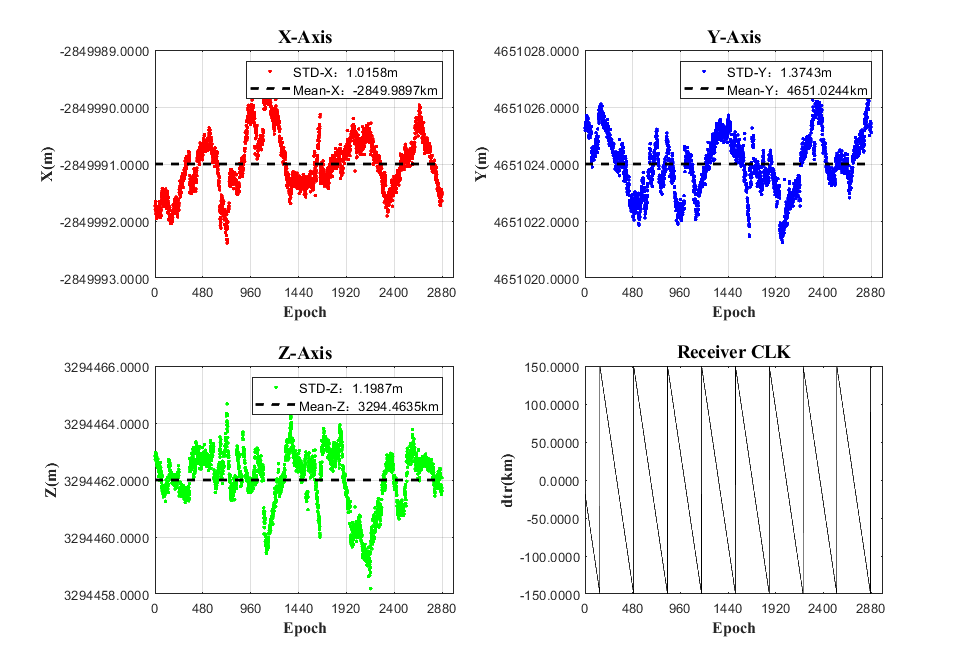 X-Axis
-2849989.0000
-2849990.0000
-2849991.0000
-2849992.0000
-2849993.0000
X(m)
STD-X：1.0158m
Mean-X：-2849.9897km
0 480 960 1440 1920 2400 2880
Epoch
Y-Axis
4651028.0000
4651026.0000
4651024.0000
4651022.0000
4651020.0000
Y(m)
STD-Y：1.3743m
Mean-Y：4651.0244km
0 480 960 1440 1920 2400 2880
Epoch
Z-Axis
3294466.0000
3294464.0000
3294462.0000
3294460.0000
3294458.0000
Z(m)
STD-Z：1.1987m
Mean-Z：3294.4635km
0 480 960 1440 1920 2400 2880
Epoch
Receiver CLK
150.0000
100.0000
50.0000
0.0000
-50.0000
-100.0000
-150.0000
dtr(km)
0 480 960 1440 1920 2400 2880
Epoch